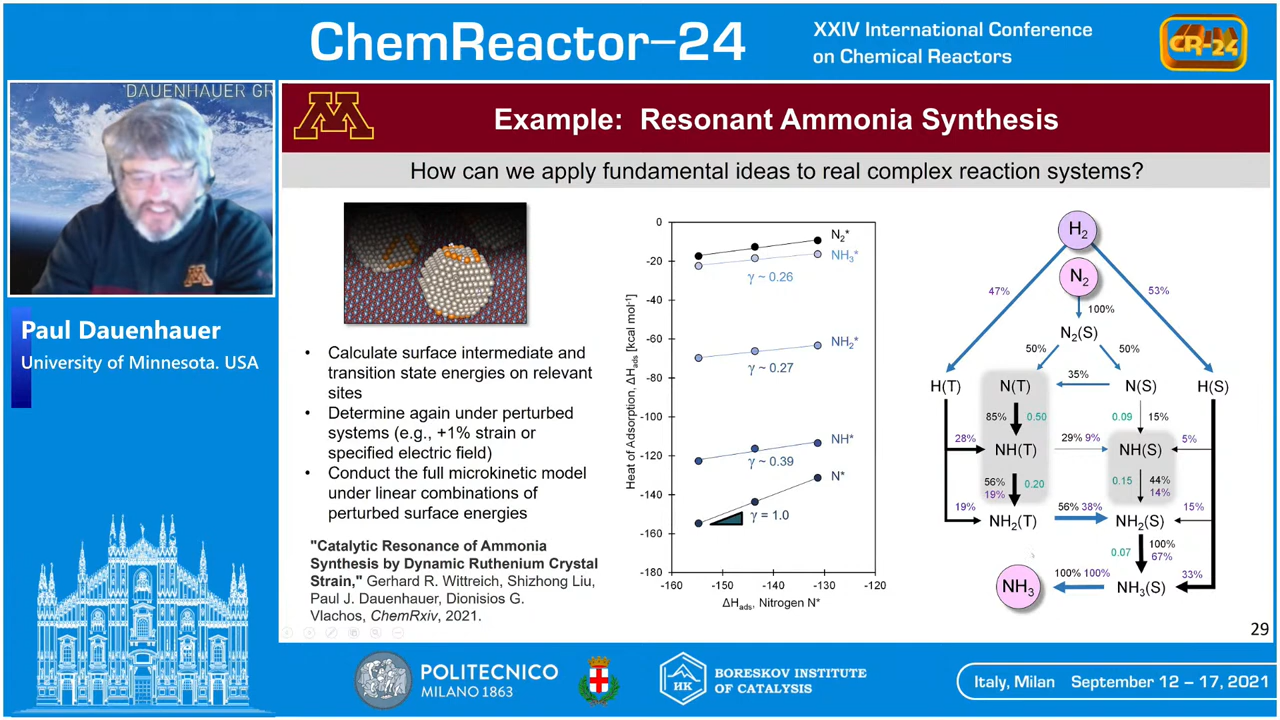 ChemReactor–24
XXIV International Conference
on Chemical Reactors
CR-24
DAUENHAUER GR
M
Paul Dauenhauer
University of Minnesota. USA
Example: Resonant Ammonia Synthesis
How can we apply fundamental ideas to real complex reaction systems?
• Calculate surface intermediate and
transition state energies on relevant
sites
• Determine again under perturbed
systems (e.g., +1% strain or
specified electric field)
• Conduct the full microkinetic model
under linear combinations of
perturbed surface energies
"Catalytic Resonance of Ammonia
Synthesis by Dynamic Ruthenium Crystal
Strain," Gerhard R. Wittreich, Shizhong Liu,
Paul J. Dauenhauer, Dionisios G.
Vlachos, ChemRxiv, 2021.
Heat of Adsorption, ΔHads [kcal mol-1]
0
-20
-40
-60
-80
-100
-120
-140
-160
-180
N2*
NH3*
γ ~ 0.26
NH2*
γ ~ 0.27
NH*
γ ~ 0.39
N*
γ = 1.0
-160 -150 -140 -130 -120
ΔHads, Nitrogen N*
H2
N2
47% 53%
100%
N2(S)
50% 50%
H(T) N(T) 35% N(S) H(S)
85% 0.50 0.09 15%
28% NH(T) 29% 9% NH(S) 5%
56% 19% 0.20 0.15 44% 14%
19% NH2(T) 56% 38% NH2(S) 15%
0.07 100% 67%
NH3 100% 100% NH3(S) 33%
29
POLITECNICO
MILANO 1863
HK
BORESKOV INSTITUTE
OF CATALYSIS
Italy, Milan September 12 – 17, 2021